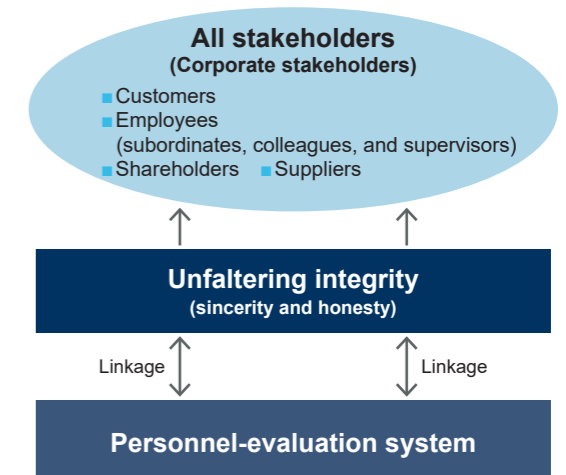 All stakeholders
(Corporate stakeholders)
■ Customers
■ Employees
(subordinates, colleagues, and supervisors)
■ Shareholders ■ Suppliers
Unfaltering integrity
(sincerity and honesty)
Linkage Linkage
Personnel-evaluation system